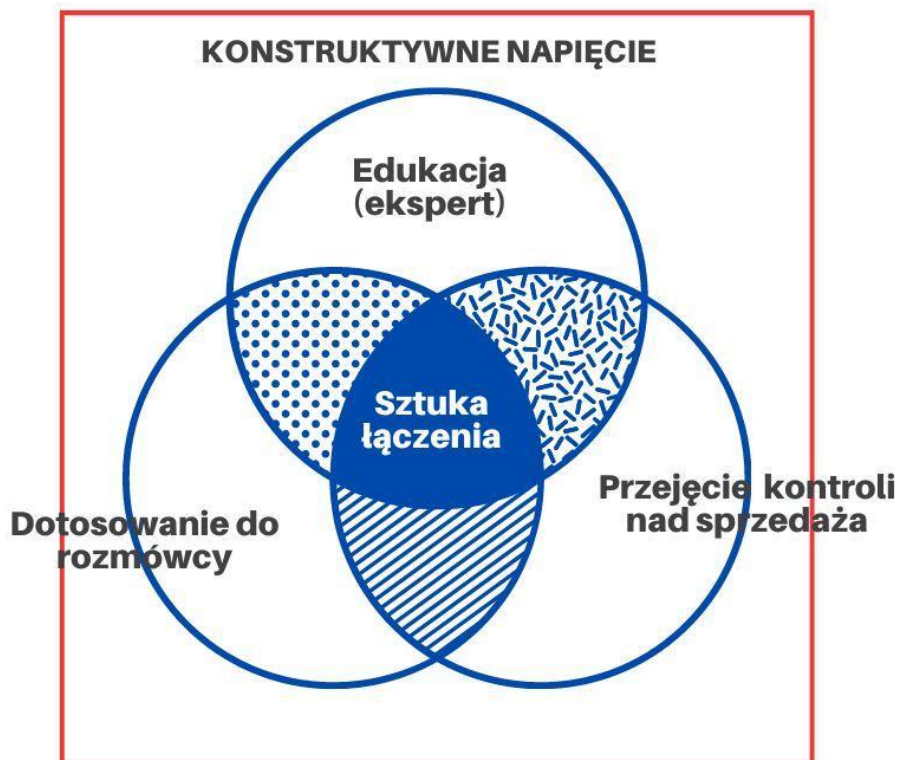 KONSTRUKTYWNE NAPIĘCIE
Edukacja
(ekspert)
Sztuka
łączenia
Dotosowanie do
rozmówcy
Przejęcie kontroli
nad sprzedaża